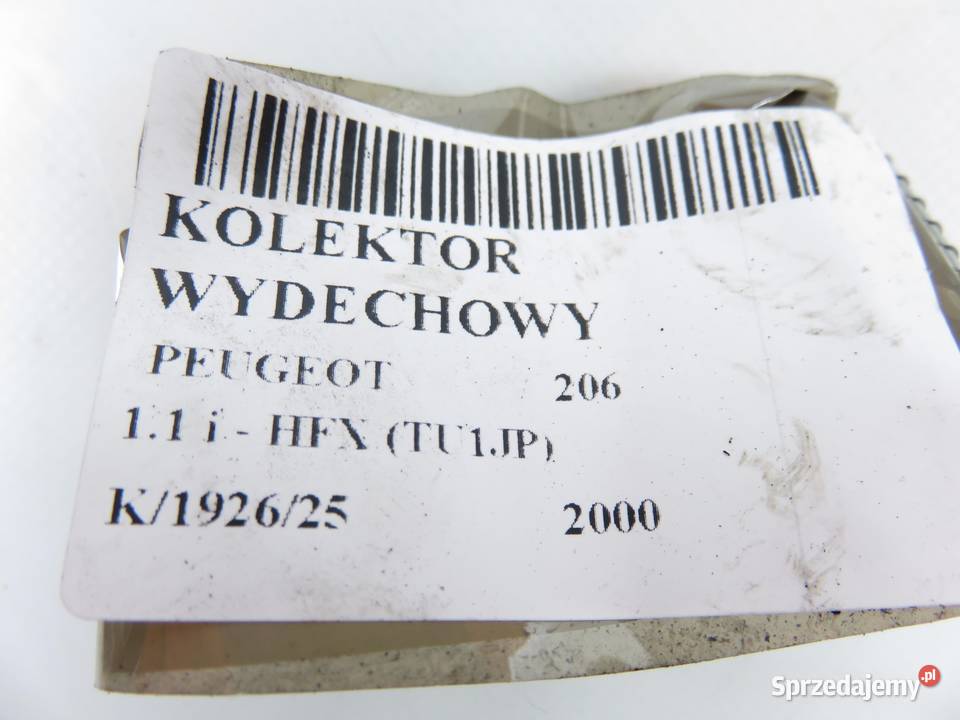 KOLEKTOR
WYDECHOWY
PEUGEOT 206
1.1 i - HFX (TU1JP)
K/1926/25 2000
Sprzedajemy.pl